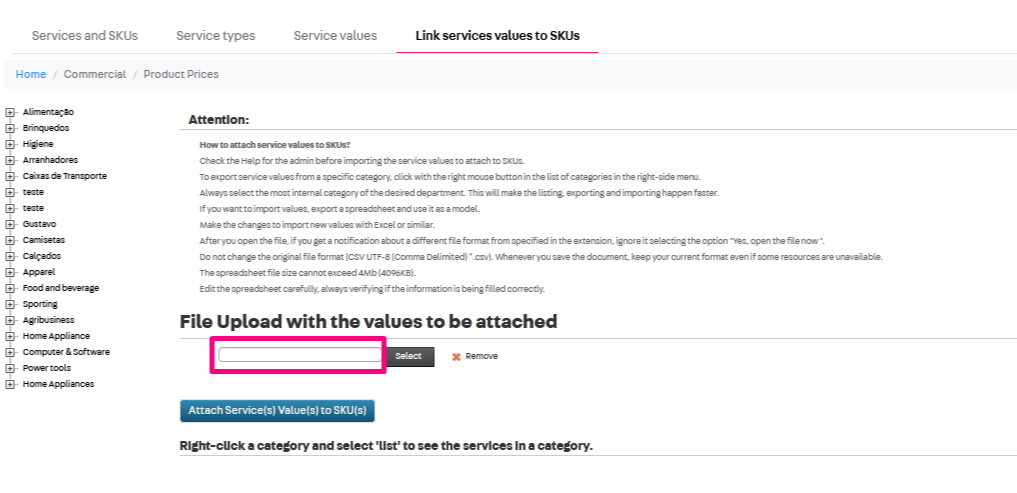 Services and SKUs Service types Service values Link services values to SKUs
Home / Commercial / Product Prices
Alimentação
Brinquedos
Higiene
Arranhadores
Caixas de Transporte
teste
teste
Gustavo
Camisetas
Calçados
Apparel
Food and beverage
Sporting
Agribusiness
Home Appliance
Computer & Software
Power tools
Home Appliances
Attention:
How to attach service values to SKUs?
Check the Help for the admin before importing the service values to attach to SKUs.
To export service values from a specific category, click with the right mouse button in the list of categories in the right-side menu.
Always select the most internal category of the desired department. This will make the listing, exporting and importing happen faster.
If you want to import values, export a spreadsheet and use it as a model.
Make the changes to import new values with Excel or similar.
After you open the file, if you get a notification about a different file format from specified in the extension, ignore it selecting the option "Yes, open the file now ".
Do not change the original file format (CSV UTF-8 (Comma Delimited) *.csv). Whenever you save the document, keep your current format even if some resources are unavailable.
The spreadsheet file size cannot exceed 4Mb (4096KB).
Edit the spreadsheet carefully, always verifying if the information is being filled correctly.
File Upload with the values to be attached
Select Remove
Attach Service(s) Value(s) to SKU(s)
Right-click a category and select 'list' to see the services in a category.